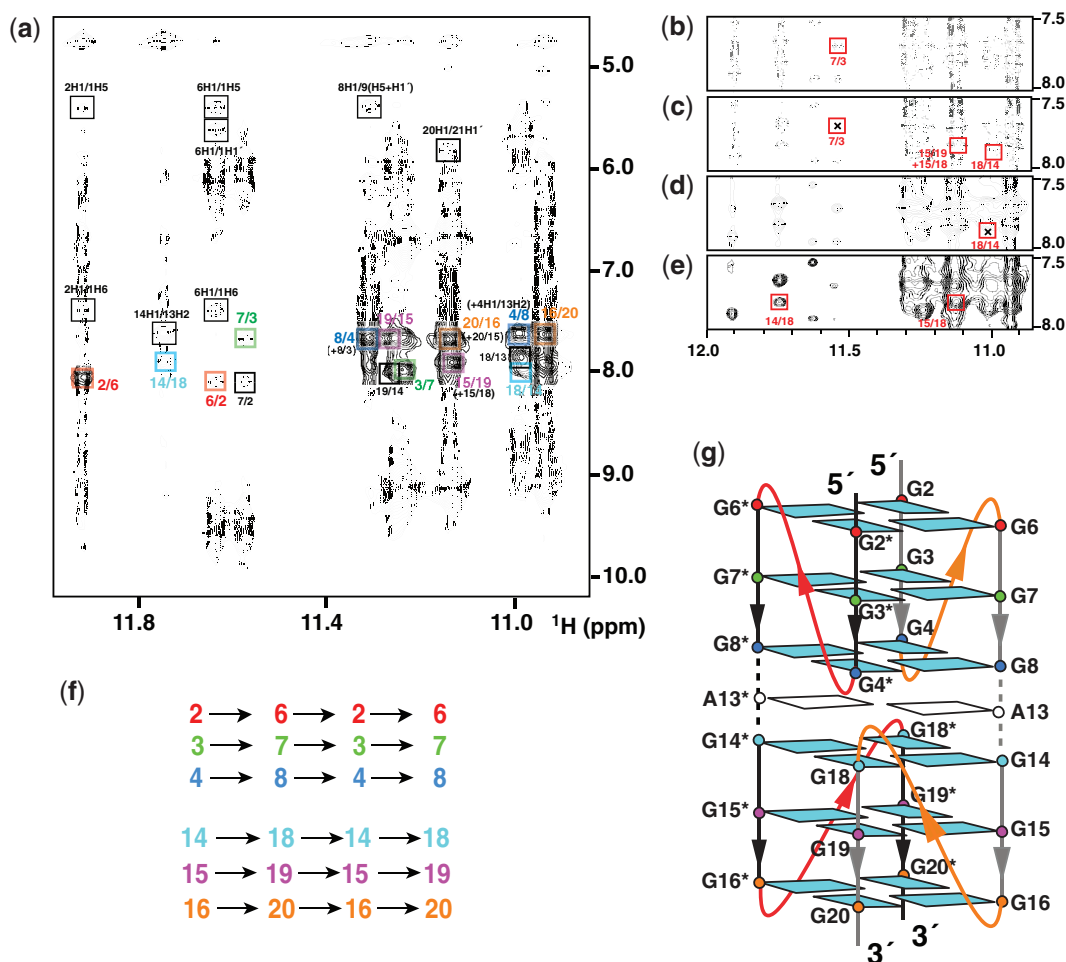 (a)
5.0
6.0
7.0
8.0
9.0
10.0
11.8
11.4
11.0
¹H (ppm)
2H1/1H5
6H1/1H5
6H1/1H1´
8H1/9(H5+H1´)
20H1/21H1´
2H1/1H6
6H1/1H6
14H1/13H2
7/3
19/15
(+4H1/13H2)
4/8
16/20
8/4
(+8/3)
20/16
(+20/15)
18/13
2/6
14/18
6/2
7/2
19/14
3/7
15/19
(+15/18)
18/14
(b)
7.5
7/3
8.0
(c)
7.5
7/3
15/19
+15/18
18/14
8.0
(d)
7.5
18/14
8.0
(e)
7.5
14/18
15/18
8.0
12.0
11.5
11.0
(f)
2 6 2 6
3 7 3 7
4 8 4 8
14 18 14 18
15 19 15 19
16 20 16 20
(g)
5´
5´
G2
G6*
G2*
G6
G3
G7*
G3*
G7
G4
G8*
G4*
G8
A13*
A13
G18*
G14*
G18
G14
G19*
G15*
G19
G15
G20*
G16*
G20
G16
3´
3´